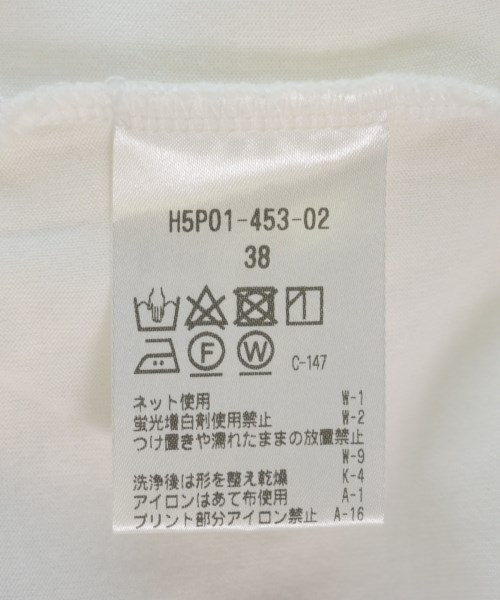 H5P01-453-02
38
F W C-147
ネット使用 W-1
蛍光増白剤使用禁止 W-2
つけ置きや濡れたままの放置禁止
W-9
洗浄後は形を整え乾燥 K-4
アイロンはあて布使用 A-1
プリント部分アイロン禁止 A-16